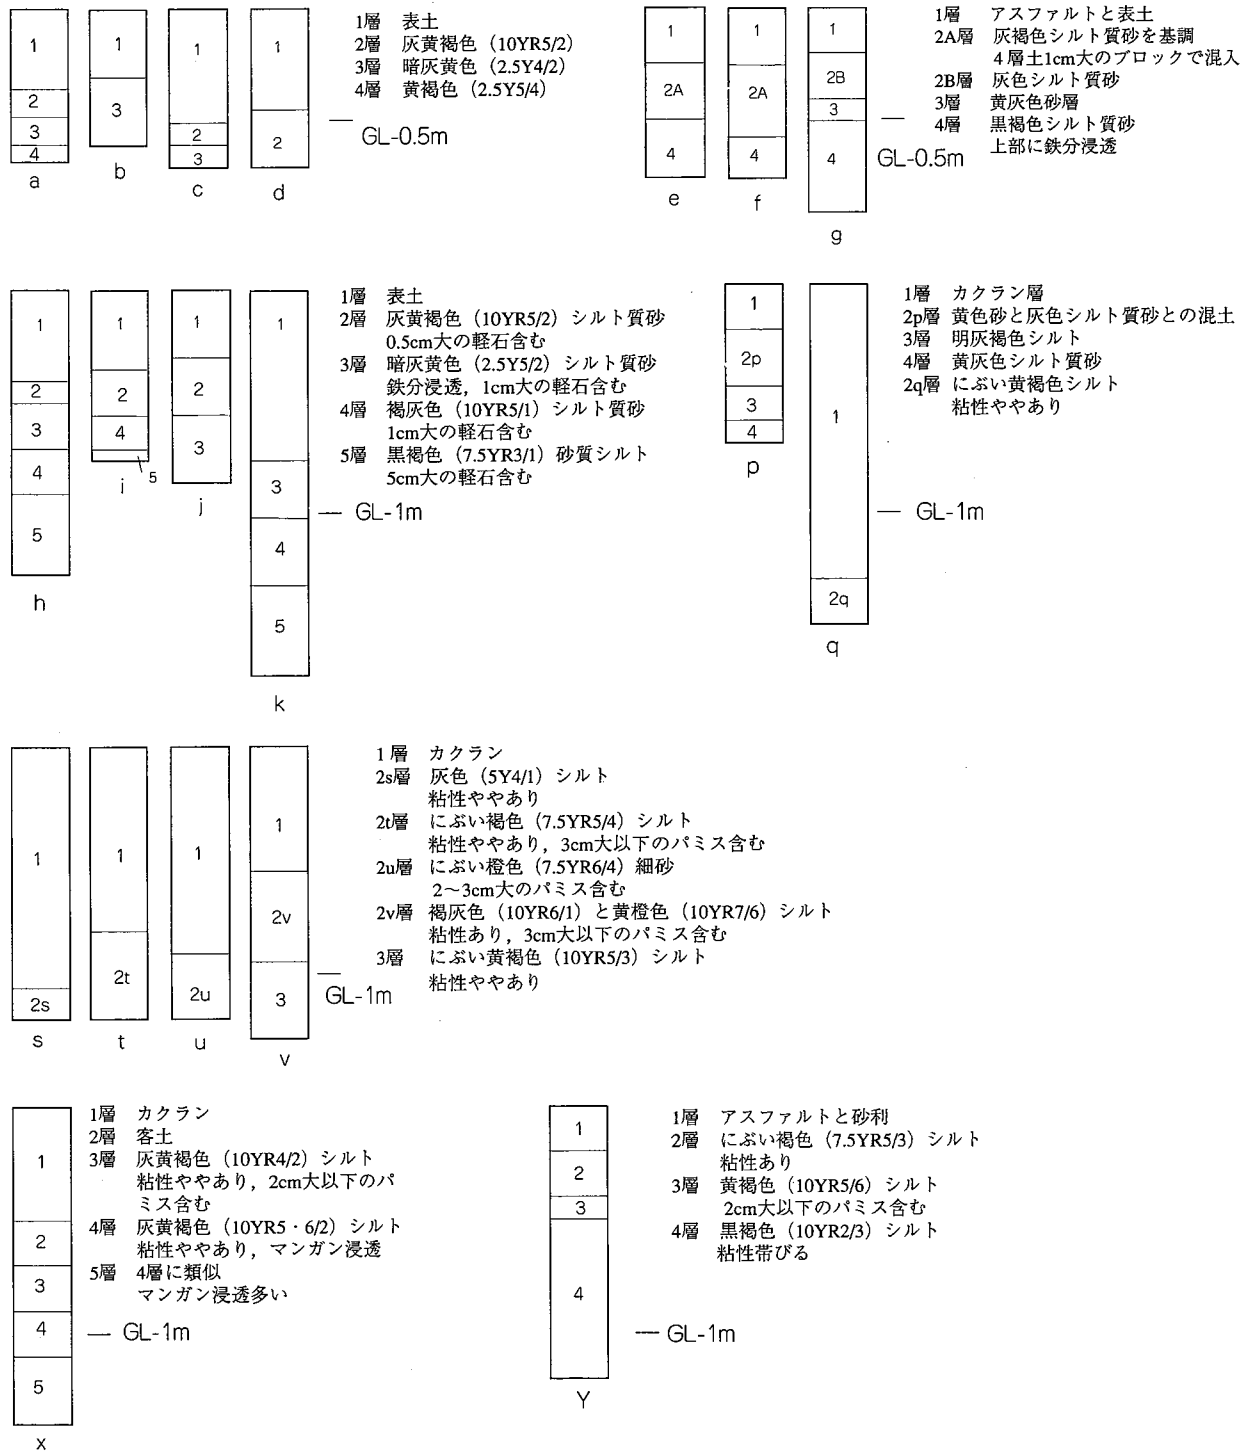 1
2
3
4
a
1
3
b
1
2
3
c
1
2
d
1層 表土
2層 灰黄褐色（10YR5/2）
3層 暗灰黄色（2.5Y4/2）
4層 黄褐色（2.5Y5/4）
GL-0.5m
1
2A
4
e
1
2A
4
f
1
2B
3
4
g
1層 アスファルトと表土
2A層 灰褐色シルト質砂を基調
4層土1cm大のブロックで混入
2B層 灰色シルト質砂
3層 黄灰色砂層
4層 黒褐色シルト質砂
上部に鉄分浸透
GL-0.5m
1
2
3
4
5
h
1
2
4
5
i
1
2
3
j
1
3
4
5
k
1層 表土
2層 灰黄褐色（10YR5/2）シルト質砂
0.5cm大の軽石含む
3層 暗灰黄色（2.5Y5/2）シルト質砂
鉄分浸透，1cm大の軽石含む
4層 褐灰色（10YR5/1）シルト質砂
1cm大の軽石含む
5層 黒褐色（7.5YR3/1）砂質シルト
5cm大の軽石含む
GL-1m
1
2p
3
4
p
1
2q
q
1層 カクラン層
2p層 黄色砂と灰色シルト質砂との混土
3層 明灰褐色シルト
4層 黄灰色シルト質砂
2q層 にぶい黄褐色シルト
粘性ややあり
GL-1m
1
2s
s
1
2t
t
1
2u
u
1
2v
3
v
1層 カクラン
2s層 灰色（5Y4/1）シルト
粘性ややあり
2t層 にぶい褐色（7.5YR5/4）シルト
粘性ややあり，3cm大以下のパミス含む
2u層 にぶい橙色（7.5YR6/4）細砂
2〜3cm大のパミス含む
2v層 褐灰色（10YR6/1）と黄橙色（10YR7/6）シルト
粘性あり，3cm大以下のパミス含む
3層 にぶい黄褐色（10YR5/3）シルト
粘性ややあり
GL-1m
1
2
3
4
5
x
1層 カクラン
2層 客土
3層 灰黄褐色（10YR4/2）シルト
粘性ややあり，2cm大以下のパ
ミス含む
4層 灰黄褐色（10YR5・6/2）シルト
粘性ややあり，マンガン浸透
5層 4層に類似
マンガン浸透多い
GL-1m
1
2
3
4
Y
1層 アスファルトと砂利
2層 にぶい褐色（7.5YR5/3）シルト
粘性あり
3層 黄褐色（10YR5/6）シルト
2cm大以下のパミス含む
4層 黒褐色（10YR2/3）シルト
粘性帯びる
GL-1m